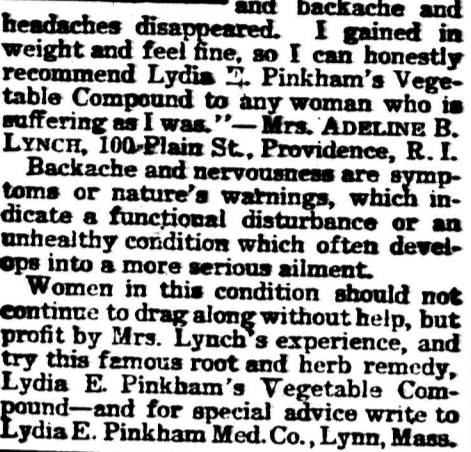 and backache and
headaches disappeared. I gained in
weight and feel fine, so I can honestly
recommend Lydia E. Pinkham's Vege-
table Compound to any woman who is
suffering as I was."—Mrs. ADELINE B.
LYNCH, 100 Plain St., Providence, R. I.
Backache and nervousness are symp-
toms or nature's warnings, which in-
dicate a functional disturbance or an
unhealthy condition which often devel-
ops into a more serious ailment.
Women in this condition should not
continue to drag along without help, but
profit by Mrs. Lynch's experience, and
try this famous root and herb remedy,
Lydia E. Pinkham's Vegetable Com-
pound—and for special advice write to
Lydia E. Pinkham Med. Co., Lynn, Mass.